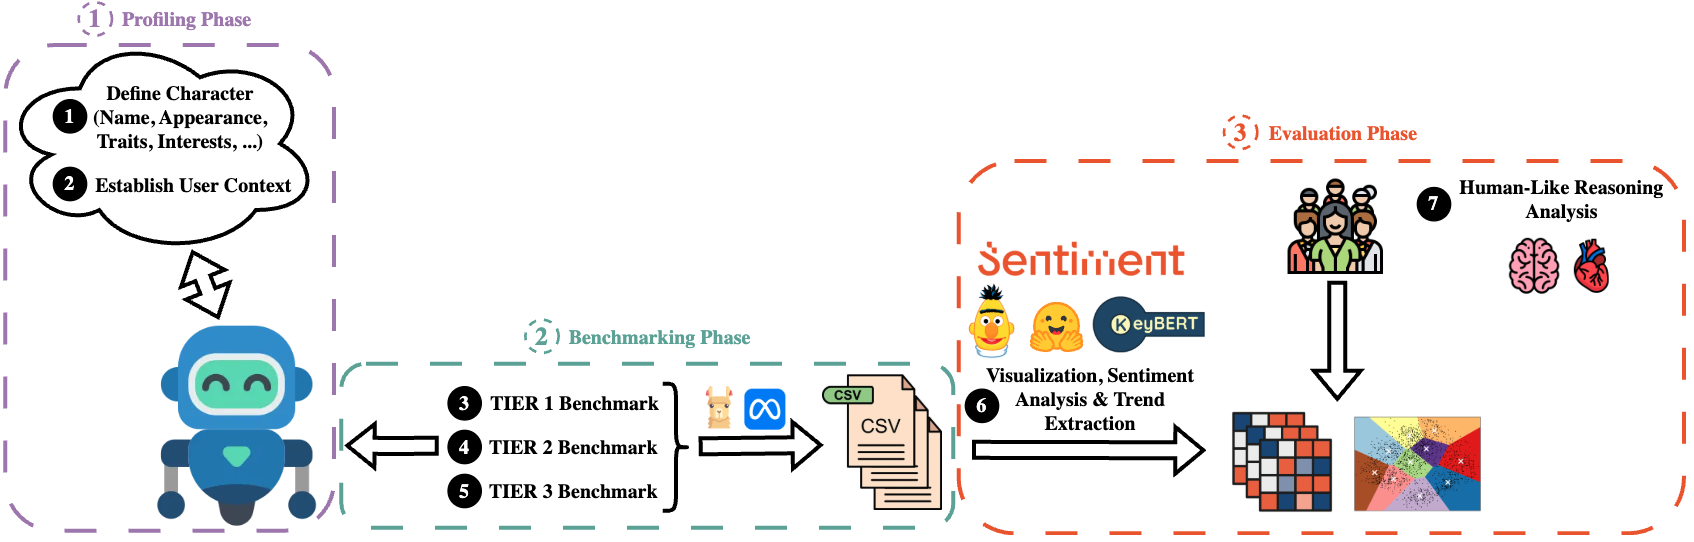 1 Profiling Phase
1 Define Character
(Name, Appearance,
Traits, Interests, ...)
2 Establish User Context
2 Benchmarking Phase
3 TIER 1 Benchmark
4 TIER 2 Benchmark
5 TIER 3 Benchmark
CSV
CSV
3 Evaluation Phase
Sentiment
KeyBERT
6 Visualization, Sentiment
Analysis & Trend
Extraction
7 Human-Like Reasoning
Analysis